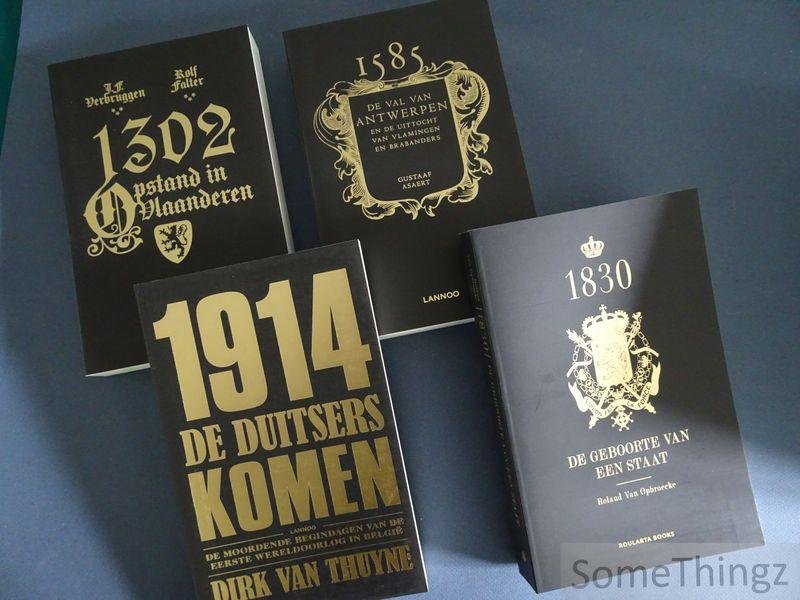 J.F.
Verbruggen
Rolf
Falter
1302
Opstand in
Vlaanderen
1585
DE VAL VAN
ANTWERPEN
EN DE UITTOCHT
VAN VLAMINGEN
EN BRABANDERS
GUSTAAF
ASAERT
LANNOO
1914
DE DUITSERS
KOMEN
LANNOO
DE MOORDENDE BEGINDAGEN VAN DE
EERSTE WERELDOORLOG IN BELGIË
DIRK VAN THUYNE
1830
DE GEBOORTE VAN
EEN STAAT
Roland Van Opbroecke
ROULARTA BOOKS
SomeThingz